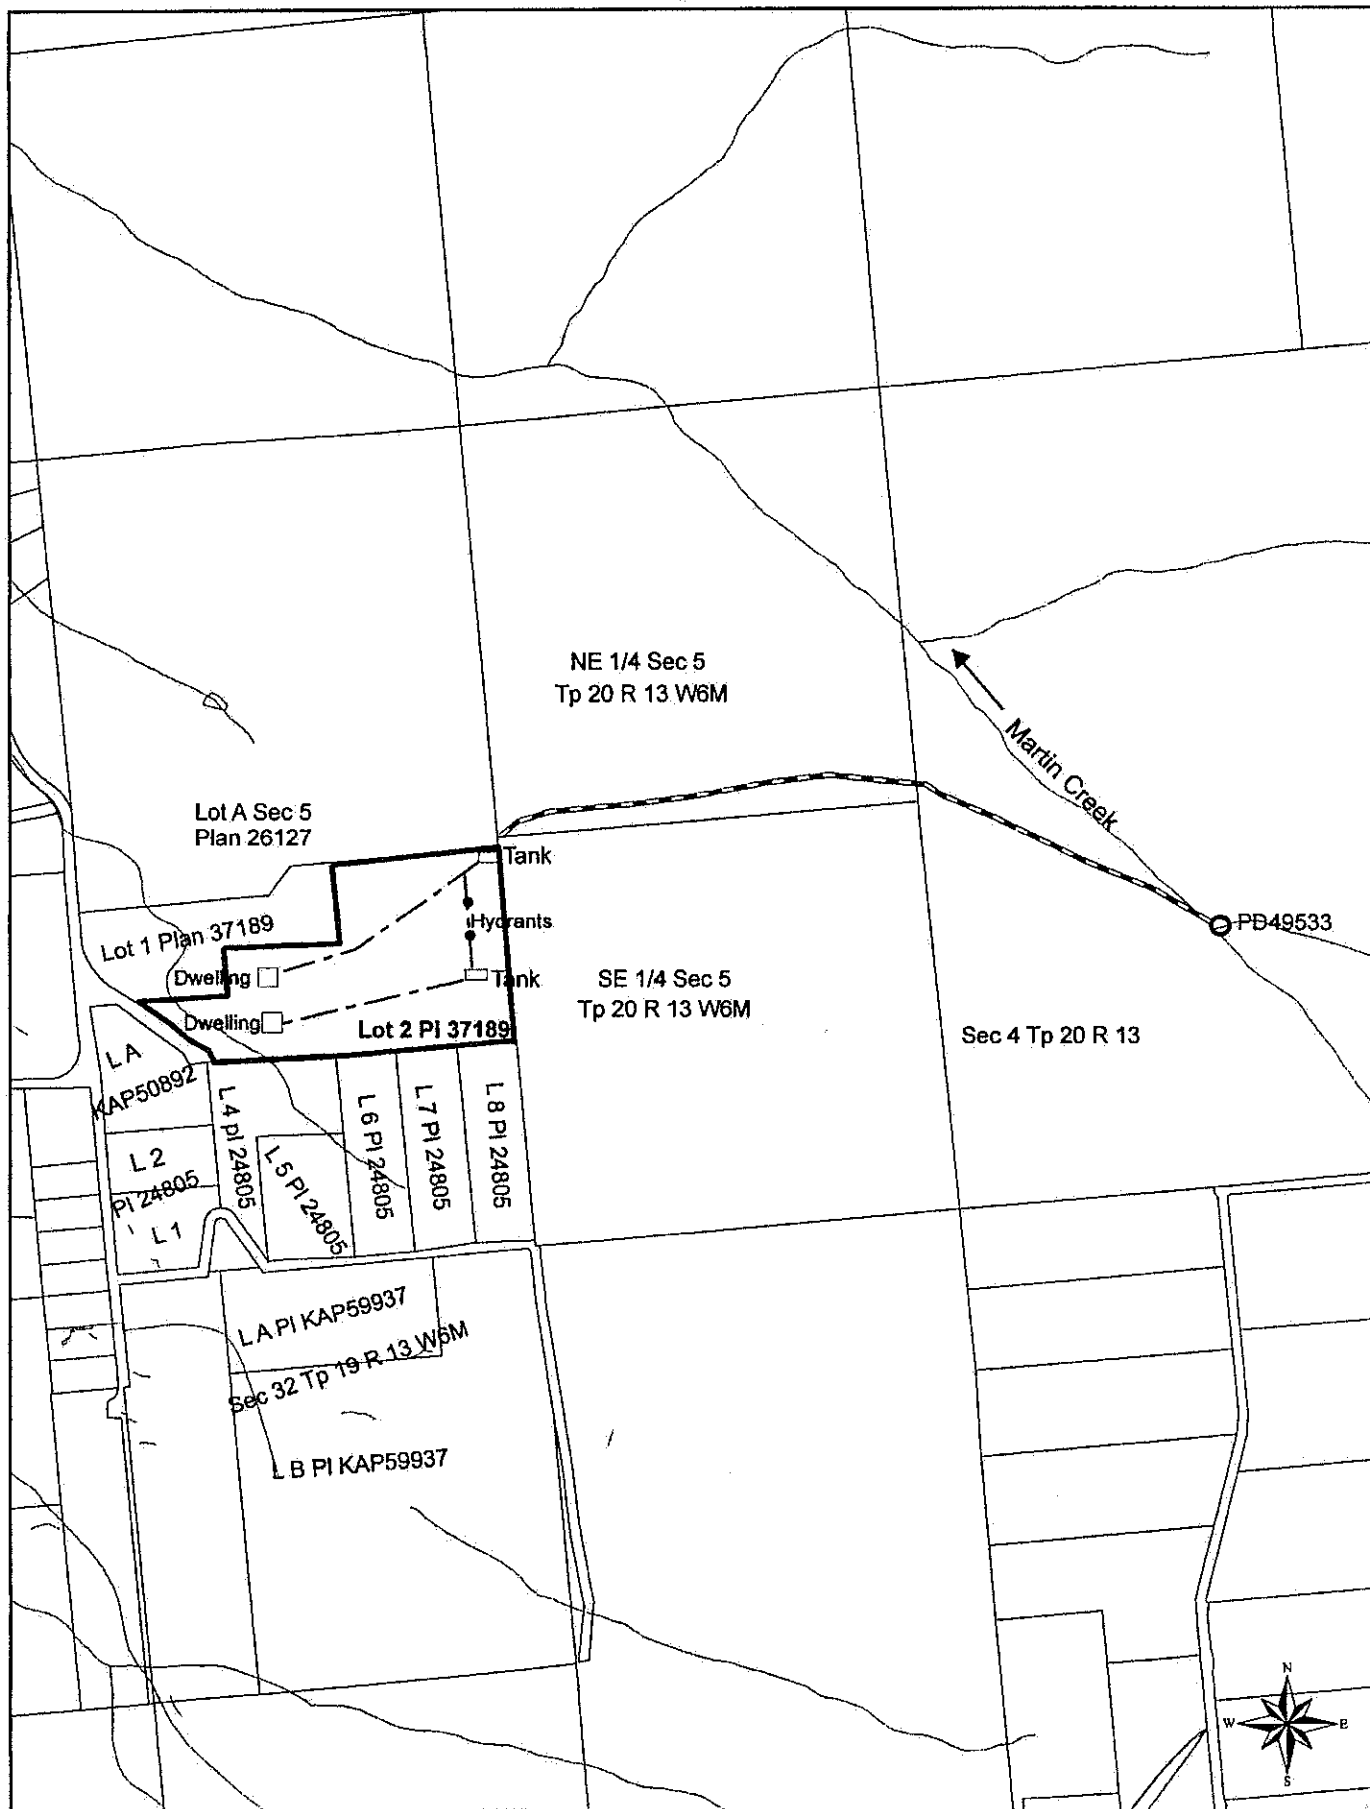 NE 1/4 Sec 5
Tp 20 R 13 W6M
Martin Creek
Lot A Sec 5
Plan 26127
Tank
Hydrants
PD49533
Lot 1 Plan 37189
Dwelling
Tank
SE 1/4 Sec 5
Tp 20 R 13 W6M
Dwelling
Lot 2 Pl 37189
Sec 4 Tp 20 R 13
L A
KAP50892
L 4 pl 24805
L 6 Pl 24805
L 7 Pl 24805
L 8 Pl 24805
L 2
Pl 24805
L 5 Pl 24805
L 1
L A Pl KAP59937
Sec 32 Tp 19 R 13 W6M
L B Pl KAP59937
N
W
E
S